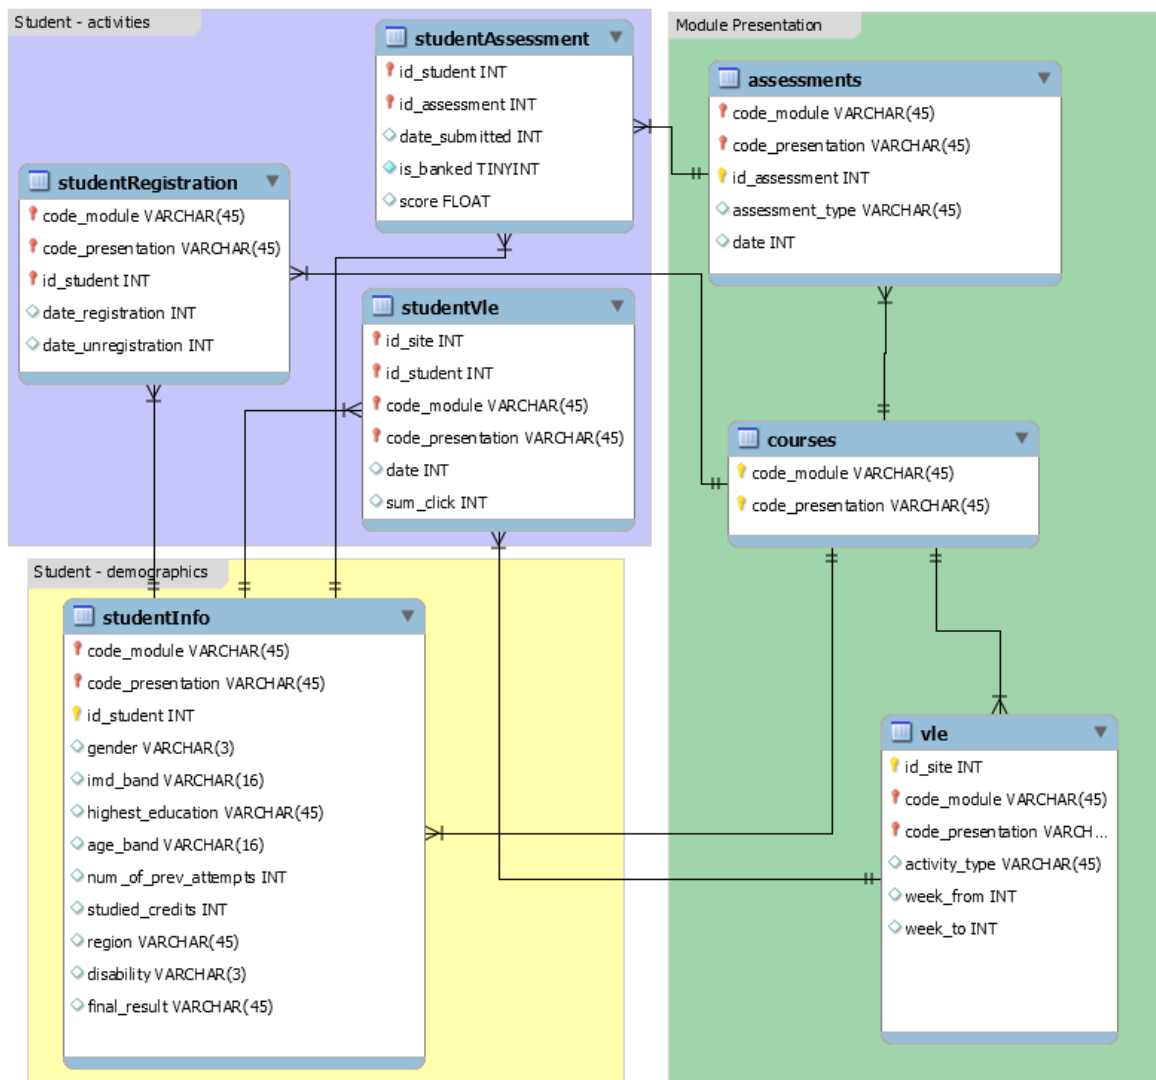 Student - activities
studentAssessment
id_student INT
id_assessment INT
date_submitted INT
is_banked TINYINT
score FLOAT
studentRegistration
code_module VARCHAR(45)
code_presentation VARCHAR(45)
id_student INT
date_registration INT
date_unregistration INT
studentVle
id_site INT
id_student INT
code_module VARCHAR(45)
code_presentation VARCHAR(45)
date INT
sum_click INT
Module Presentation
assessments
code_module VARCHAR(45)
code_presentation VARCHAR(45)
id_assessment INT
assessment_type VARCHAR(45)
date INT
courses
code_module VARCHAR(45)
code_presentation VARCHAR(45)
Student - demographics
studentInfo
code_module VARCHAR(45)
code_presentation VARCHAR(45)
id_student INT
gender VARCHAR(3)
imd_band VARCHAR(16)
highest_education VARCHAR(45)
age_band VARCHAR(16)
num_of_prev_attempts INT
studied_credits INT
region VARCHAR(45)
disability VARCHAR(3)
final_result VARCHAR(45)
vle
id_site INT
code_module VARCHAR(45)
code_presentation VARCH...
activity_type VARCHAR(45)
week_from INT
week_to INT